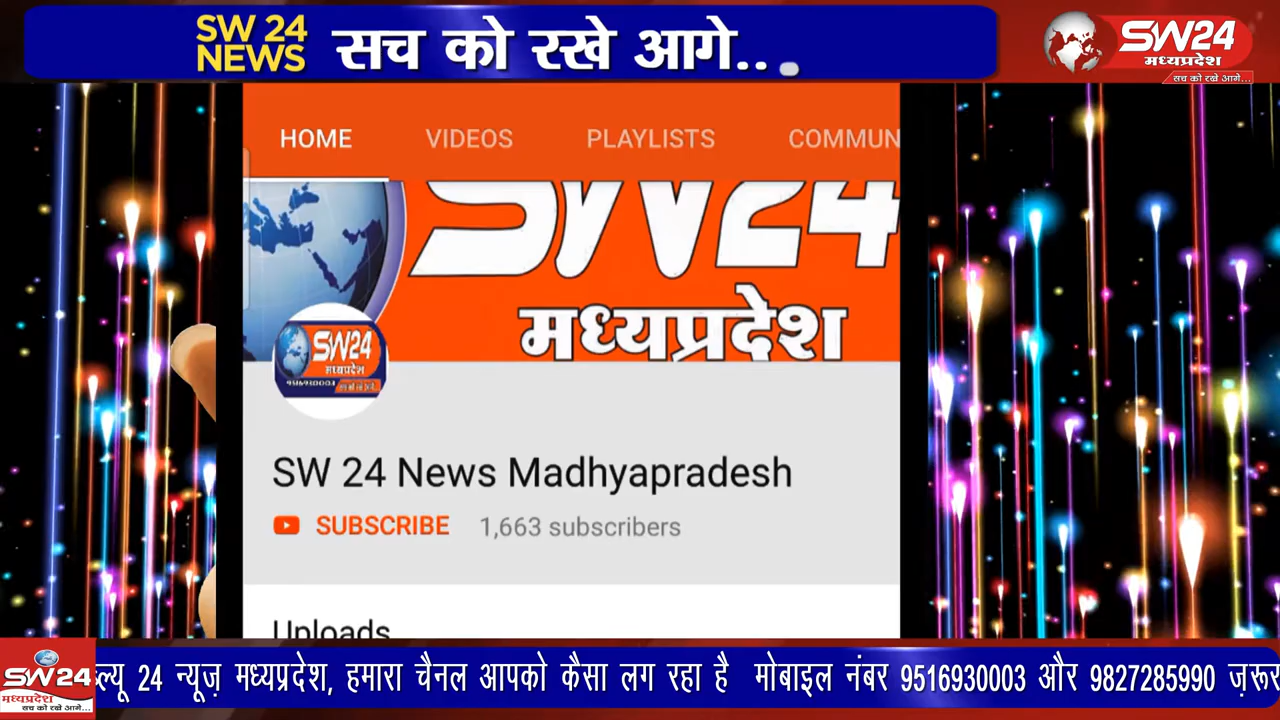 SW 24
NEWS
सच को रखे आगे...
SW24
मध्यप्रदेश
सच को रखे आगे...
HOME VIDEOS PLAYLISTS COMMUN
SW24
मध्यप्रदेश
SW24
मध्यप्रदेश
9516930003
SW 24 News Madhyapradesh
SUBSCRIBE 1,663 subscribers
Uploads
SW24
मध्यप्रदेश
सच को रखे आगे...
ब्ल्यू 24 न्यूज़ मध्यप्रदेश, हमारा चैनल आपको कैसा लग रहा है मोबाइल नंबर 9516930003 और 9827285990 ज़रूर